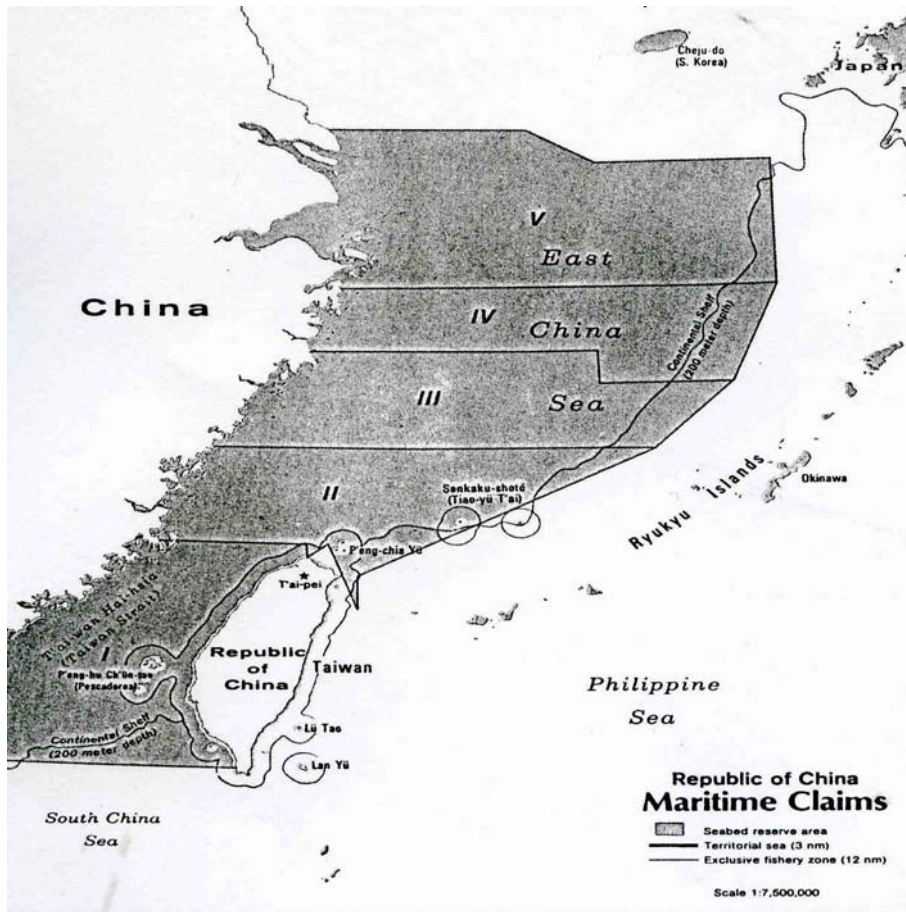 Cheju-do
(S. Korea)
Japan
V
East
China
IV
China
Continental Shelf
(200 meter depth)
III
Sea
II
Senkaku-shotō
(Tiao-yü T'ai)
Okinawa
Ryukyu Islands
P'eng-chia Yü
T'ai-pei
T'aiwan Hai-hsia
(Taiwan Strait)
I
P'eng-hu Ch'ün-tao
(Pescadores)
Republic
of
China
Taiwan
Philippine
Sea
Continental Shelf
(200 meter depth)
Lü Tao
Lan Yü
South China
Sea
Republic of China
Maritime Claims
Seabed reserve area
Territorial sea (3 nm)
Exclusive fishery zone (12 nm)
Scale 1:7,500,000